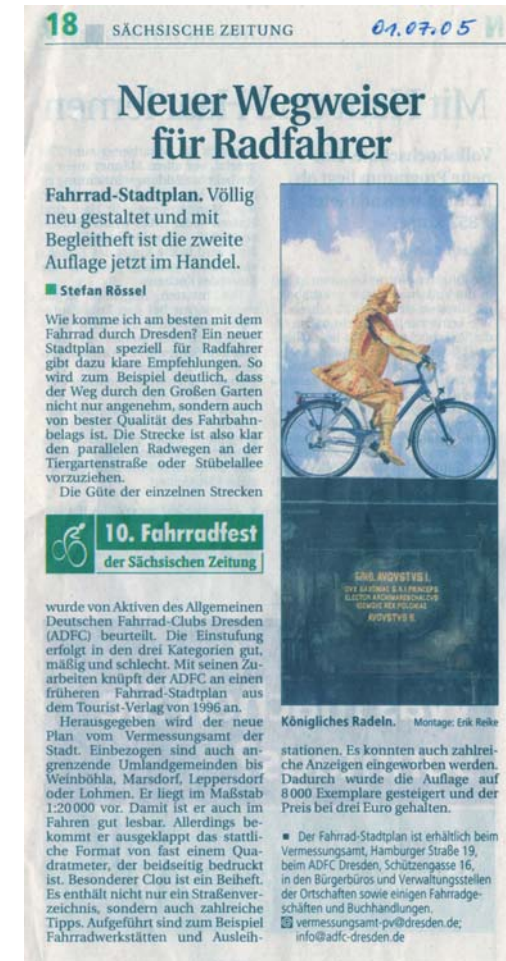 18 SÄCHSISCHE ZEITUNG 01.07.05
Neuer Wegweiser
für Radfahrer
Fahrrad-Stadtplan. Völlig
neu gestaltet und mit
Begleitheft ist die zweite
Auflage jetzt im Handel.
Stefan Rössel
Wie komme ich am besten mit dem
Fahrrad durch Dresden? Ein neuer
Stadtplan speziell für Radfahrer
gibt dazu klare Empfehlungen. So
wird zum Beispiel deutlich, dass
der Weg durch den Großen Garten
nicht nur angenehm, sondern auch
von bester Qualität des Fahrbahn-
belags ist. Die Strecke ist also klar
den parallelen Radwegen an der
Tiergartenstraße oder Stübelallee
vorzuziehen.
Die Güte der einzelnen Strecken
10. Fahrradfest
der Sächsischen Zeitung
wurde von Aktiven des Allgemeinen
Deutschen Fahrrad-Clubs Dresden
(ADFC) beurteilt. Die Einstufung
erfolgt in den drei Kategorien gut,
mäßig und schlecht. Mit seinen Zu-
arbeiten knüpft der ADFC an einen
früheren Fahrrad-Stadtplan aus
dem Tourist-Verlag von 1996 an.
Herausgegeben wird der neue
Plan vom Vermessungsamt der
Stadt. Einbezogen sind auch an-
grenzende Umlandgemeinden bis
Weinböhla, Marsdorf, Leppersdorf
oder Lohmen. Er liegt im Maßstab
1:20 000 vor. Damit ist er auch im
Fahren gut lesbar. Allerdings be-
kommt er ausgeklappt das stattli-
che Format von fast einem Qua-
dratmeter, der beidseitig bedruckt
ist. Besonderer Clou ist ein Beiheft.
Es enthält nicht nur ein Straßenver-
zeichnis, sondern auch zahlreiche
Tipps. Aufgeführt sind zum Beispiel
Fahrradwerkstätten und Ausleih-
AVGVSTVS II.
Königliches Radeln. Montage: Erik Reike
stationen. Es konnten auch zahlrei-
che Anzeigen eingeworben werden.
Dadurch wurde die Auflage auf
8 000 Exemplare gesteigert und der
Preis bei drei Euro gehalten.
Der Fahrrad-Stadtplan ist erhältlich beim
Vermessungsamt, Hamburger Straße 19,
beim ADFC Dresden, Schützengasse 16,
in den Bürgerbüros und Verwaltungsstellen
der Ortschaften sowie einigen Fahrradge-
schäften und Buchhandlungen.
vermessungsamt-pv@dresden.de;
info@adfc-dresden.de